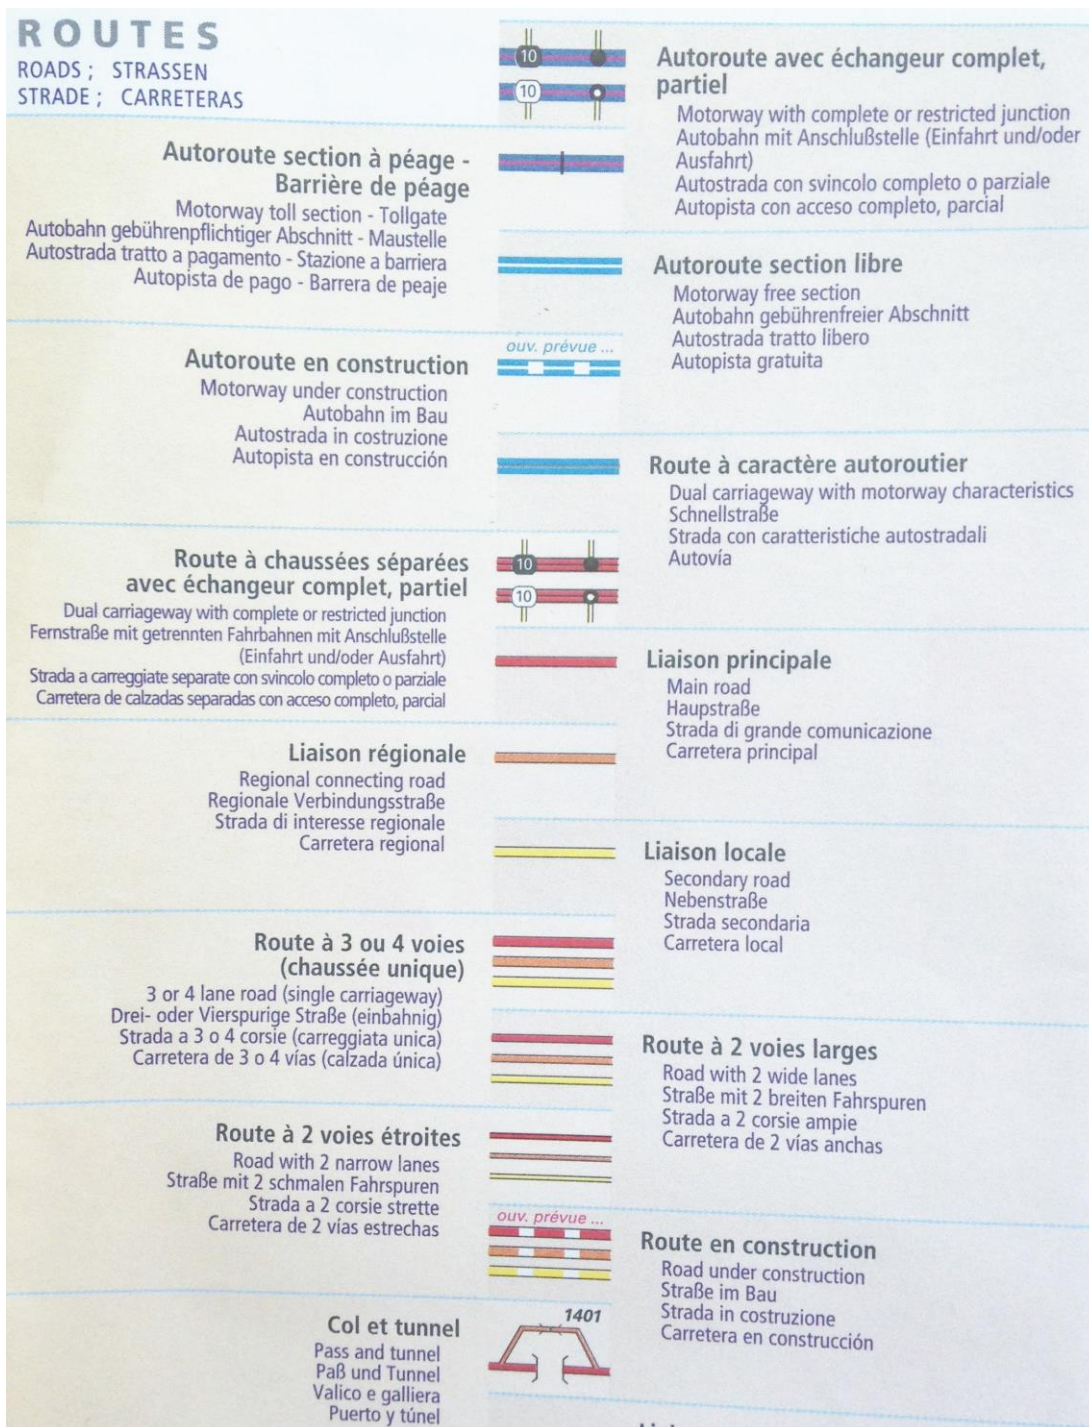 ROUTES
ROADS ; STRASSEN
STRADE ; CARRETERAS
10
10
Autoroute avec échangeur complet,
partiel
Motorway with complete or restricted junction
Autobahn mit Anschlußstelle (Einfahrt und/oder
Ausfahrt)
Autostrada con svincolo completo o parziale
Autopista con acceso completo, parcial
Autoroute section à péage -
Barrière de péage
Motorway toll section - Tollgate
Autobahn gebührenpflichtiger Abschnitt - Maustelle
Autostrada tratto a pagamento - Stazione a barriera
Autopista de pago - Barrera de peaje
Autoroute section libre
Motorway free section
Autobahn gebührenfreier Abschnitt
Autostrada tratto libero
Autopista gratuita
ouv. prévue ...
Autoroute en construction
Motorway under construction
Autobahn im Bau
Autostrada in costruzione
Autopista en construcción
Route à caractère autoroutier
Dual carriageway with motorway characteristics
Schnellstraße
Strada con caratteristiche autostradali
Autovía
Route à chaussées séparées
avec échangeur complet, partiel
Dual carriageway with complete or restricted junction
Fernstraße mit getrennten Fahrbahnen mit Anschlußstelle
(Einfahrt und/oder Ausfahrt)
Strada a carreggiate separate con svincolo completo o parziale
Carretera de calzadas separadas con acceso completo, parcial
10
10
Liaison principale
Main road
Haupstraße
Strada di grande comunicazione
Carretera principal
Liaison régionale
Regional connecting road
Regionale Verbindungsstraße
Strada di interesse regionale
Carretera regional
Liaison locale
Secondary road
Nebenstraße
Strada secondaria
Carretera local
Route à 3 ou 4 voies
(chaussée unique)
3 or 4 lane road (single carriageway)
Drei- oder Vierspurige Straße (einbahnig)
Strada a 3 o 4 corsie (carreggiata unica)
Carretera de 3 o 4 vías (calzada única)
Route à 2 voies larges
Road with 2 wide lanes
Straße mit 2 breiten Fahrspuren
Strada a 2 corsie ampie
Carretera de 2 vías anchas
Route à 2 voies étroites
Road with 2 narrow lanes
Straße mit 2 schmalen Fahrspuren
Strada a 2 corsie strette
Carretera de 2 vías estrechas
ouv. prévue ...
Route en construction
Road under construction
Straße im Bau
Strada in costruzione
Carretera en construcción
Col et tunnel
Pass and tunnel
Paß und Tunnel
Valico e galliera
Puerto y túnel
1401